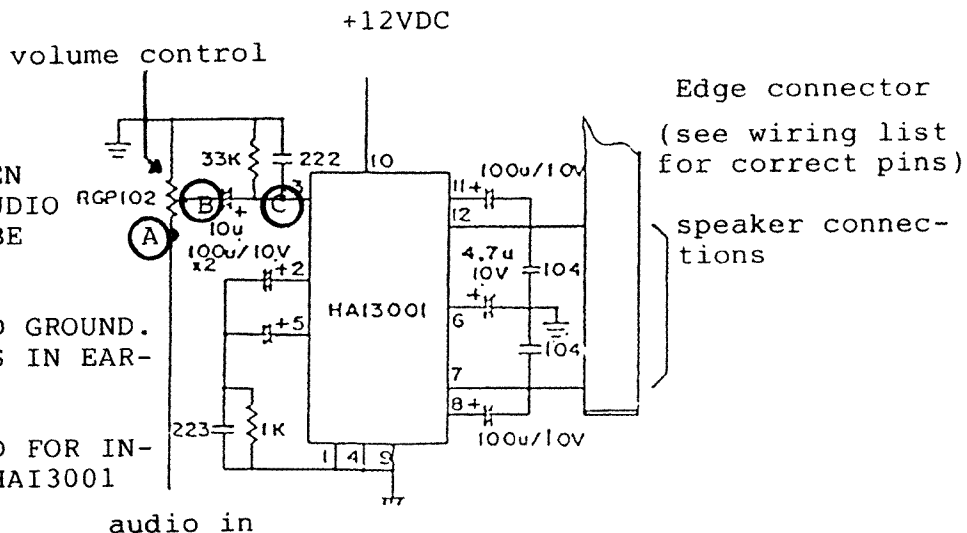 +12VDC
volume control
Edge connector
(see wiring list
for correct pins)
33K
222
10
3
100u/10V
EN
UDIO
BE
RGP102
B
C
+
10u
A
100u/10V
x2
11+
12
speaker connec-
tions
4.7u
10V
104
+2
HA13001
+
6
D GROUND.
S IN EAR-
+5
104
7
8+
223
1K
100u/10V
D FOR IN-
HA13001
1 4 9
audio in